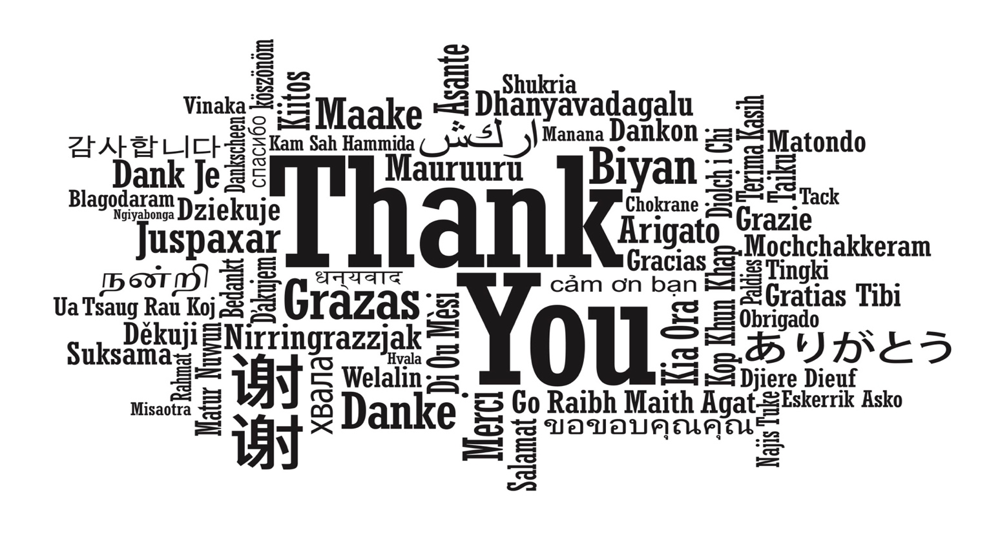 köszönöm
Kiitos
Asante
Shukria
Vinaka
Maake
Dhanyavadagalu
спасибо
Dankscheen
감사합니다
Kam Sah Hammida
ار كش
Manana
Dankon
Diolch i Chi
Terima Kasih
Matondo
Dank Je
Mauruuru
Biyan
Taiku
Blagodaram
Ngiyabonga
Dziekuje
Thank
Chokrane
Tack
Juspaxar
Arigato
Grazie
Gracias
Mochchakkeram
நன்றி
Bedankt
Ďakujem
धन्यवाद
You
cảm ơn bạn
Kop Khun Khap
Paldies
Tingki
Ua Tsaug Rau Koj
Grazas
Di Ou Mèsi
Kia Ora
Gratias Tibi
Obrigado
Děkuji
Matur Nuwun
Nirringrazzjak
ありがとう
Suksama
Rahmat
谢
谢
хвала
Hvala
Welalin
Djiere Dieuf
Misaotra
Danke
Merci
Go Raibh Maith Agat
Najis Tuke
Eskerrik Asko
Salamat
ขอขอบคุณคุณ